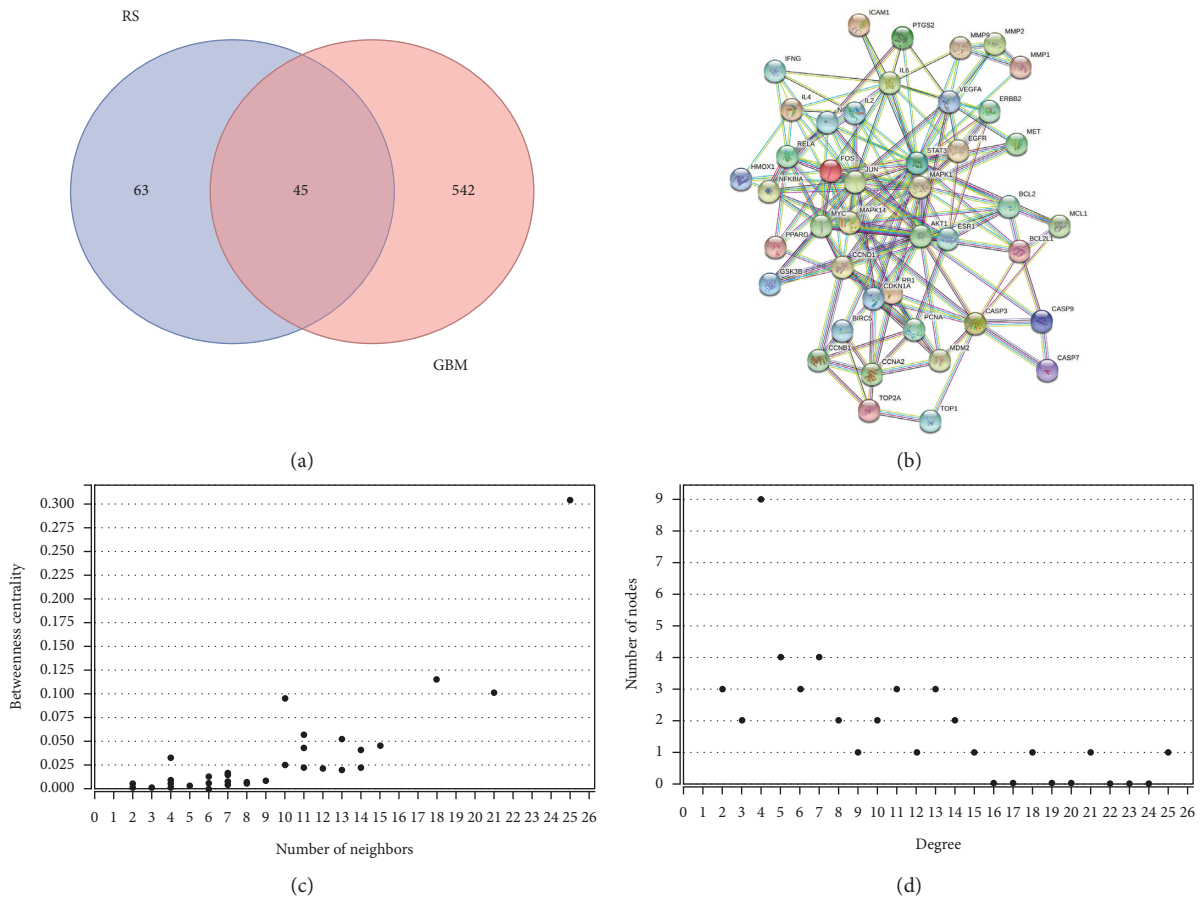 RS
63
45
542
GBM
(a)
ICAM1
PTGS2
MMP9
MMP2
MMP1
IFNG
IL6
IL4
IL2
VEGFA
ERBB2
RELA
EGFR
MET
STAT3
HMOX1
FOS
JUN
NFKBIA
MAPK1
BCL2
MCL1
MYC
MAPK14
AKT1
ESR1
PPARG
BCL2L1
CCND1
GSK3B
RB1
CDKN1A
BIRC5
PCNA
CASP3
CASP9
CCNB1
CCNA2
MDM2
CASP7
TOP2A
TOP1
(b)
Betweenness centrality
0.300
0.275
0.250
0.225
0.200
0.175
0.150
0.125
0.100
0.075
0.050
0.025
0.000
0 1 2 3 4 5 6 7 8 9 10 11 12 13 14 15 16 17 18 19 20 21 22 23 24 25 26
Number of neighbors
(c)
Number of nodes
9
8
7
6
5
4
3
2
1
0
0 1 2 3 4 5 6 7 8 9 10 11 12 13 14 15 16 17 18 19 20 21 22 23 24 25 26
Degree
(d)